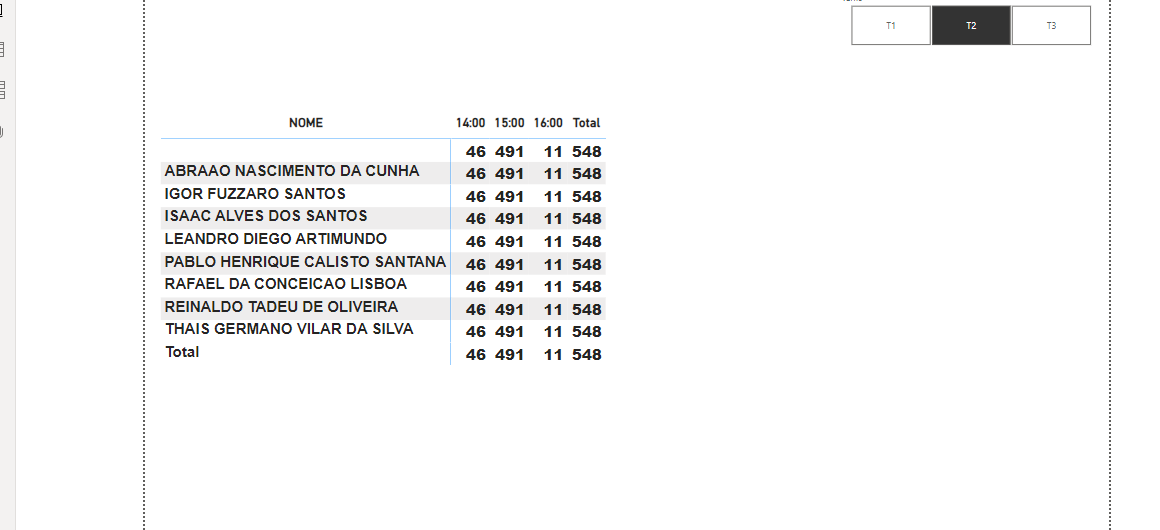 T1 T2 T3
NOME 14:00 15:00 16:00 Total
46 491 11 548
ABRAAO NASCIMENTO DA CUNHA 46 491 11 548
IGOR FUZZARO SANTOS 46 491 11 548
ISAAC ALVES DOS SANTOS 46 491 11 548
LEANDRO DIEGO ARTIMUNDO 46 491 11 548
PABLO HENRIQUE CALISTO SANTANA 46 491 11 548
RAFAEL DA CONCEICAO LISBOA 46 491 11 548
REINALDO TADEU DE OLIVEIRA 46 491 11 548
THAIS GERMANO VILAR DA SILVA 46 491 11 548
Total 46 491 11 548